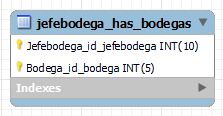 jefebodega_has_bodegas
Jefebodega_id_jefebodega INT(10)
Bodega_id_bodega INT(5)
Indexes